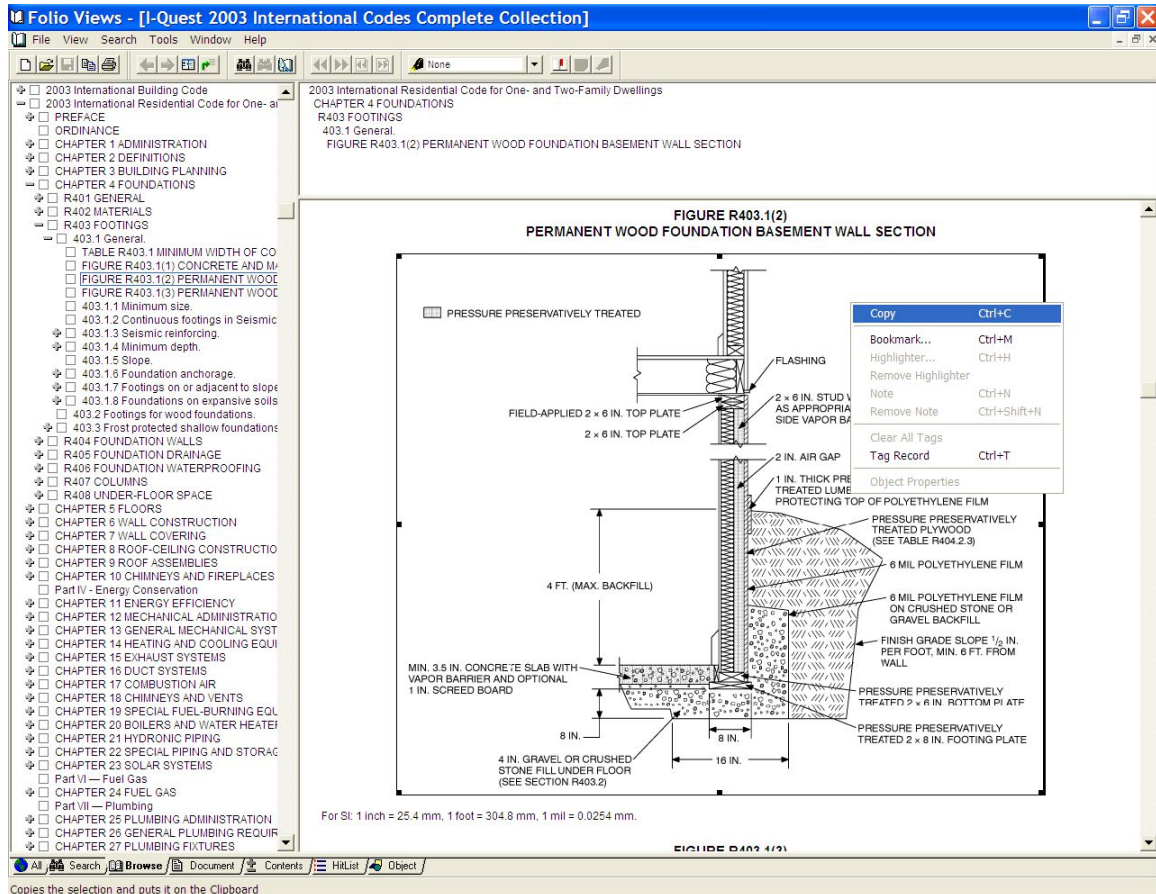 Folio Views - [I-Quest 2003 International Codes Complete Collection]
File View Search Tools Window Help
None
2003 International Building Code
2003 International Residential Code for One- a
PREFACE
ORDINANCE
CHAPTER 1 ADMINISTRATION
CHAPTER 2 DEFINITIONS
CHAPTER 3 BUILDING PLANNING
CHAPTER 4 FOUNDATIONS
R401 GENERAL
R402 MATERIALS
R403 FOOTINGS
403.1 General.
TABLE R403.1 MINIMUM WIDTH OF CO
FIGURE R403.1(1) CONCRETE AND M
FIGURE R403.1(2) PERMANENT WOOD
FIGURE R403.1(3) PERMANENT WOOD
403.1.1 Minimum size.
403.1.2 Continuous footings in Seismic
403.1.3 Seismic reinforcing.
403.1.4 Minimum depth.
403.1.5 Slope.
403.1.6 Foundation anchorage.
403.1.7 Footings on or adjacent to slope
403.1.8 Foundations on expansive soils
403.2 Footings for wood foundations.
403.3 Frost protected shallow foundations
R404 FOUNDATION WALLS
R405 FOUNDATION DRAINAGE
R406 FOUNDATION WATERPROOFING
R407 COLUMNS
R408 UNDER-FLOOR SPACE
CHAPTER 5 FLOORS
CHAPTER 6 WALL CONSTRUCTION
CHAPTER 7 WALL COVERING
CHAPTER 8 ROOF-CEILING CONSTRUCTIO
CHAPTER 9 ROOF ASSEMBLIES
CHAPTER 10 CHIMNEYS AND FIREPLACES
Part IV - Energy Conservation
CHAPTER 11 ENERGY EFFICIENCY
CHAPTER 12 MECHANICAL ADMINISTRATIO
CHAPTER 13 GENERAL MECHANICAL SYST
CHAPTER 14 HEATING AND COOLING EQUI
CHAPTER 15 EXHAUST SYSTEMS
CHAPTER 16 DUCT SYSTEMS
CHAPTER 17 COMBUSTION AIR
CHAPTER 18 CHIMNEYS AND VENTS
CHAPTER 19 SPECIAL FUEL-BURNING EQU
CHAPTER 20 BOILERS AND WATER HEATER
CHAPTER 21 HYDRONIC PIPING
CHAPTER 22 SPECIAL PIPING AND STORAG
CHAPTER 23 SOLAR SYSTEMS
Part VI — Fuel Gas
CHAPTER 24 FUEL GAS
Part VII — Plumbing
CHAPTER 25 PLUMBING ADMINISTRATION
CHAPTER 26 GENERAL PLUMBING REQUIR
CHAPTER 27 PLUMBING FIXTURES
2003 International Residential Code for One- and Two-Family Dwellings
CHAPTER 4 FOUNDATIONS
R403 FOOTINGS
403.1 General.
FIGURE R403.1(2) PERMANENT WOOD FOUNDATION BASEMENT WALL SECTION
FIGURE R403.1(2)
PERMANENT WOOD FOUNDATION BASEMENT WALL SECTION
PRESSURE PRESERVATIVELY TREATED
FLASHING
FIELD-APPLIED 2 × 6 IN. TOP PLATE
2 × 6 IN. TOP PLATE
2 × 6 IN. STUD W
AS APPROPRIA
SIDE VAPOR BA
2 IN. AIR GAP
1 IN. THICK PRE
TREATED LUMB
PROTECTING TOP OF POLYETHYLENE FILM
PRESSURE PRESERVATIVELY
TREATED PLYWOOD
(SEE TABLE R404.2.3)
6 MIL POLYETHYLENE FILM
4 FT. (MAX. BACKFILL)
6 MIL POLYETHYLENE FILM
ON CRUSHED STONE OR
GRAVEL BACKFILL
FINISH GRADE SLOPE 1/2 IN.
PER FOOT, MIN. 6 FT. FROM
WALL
MIN. 3.5 IN. CONCRETE SLAB WITH
VAPOR BARRIER AND OPTIONAL
1 IN. SCREED BOARD
PRESSURE PRESERVATIVELY
TREATED 2 × 6 IN. BOTTOM PLATE
PRESSURE PRESERVATIVELY
TREATED 2 × 8 IN. FOOTING PLATE
8 IN.
8 IN.
16 IN.
4 IN. GRAVEL OR CRUSHED
STONE FILL UNDER FLOOR
(SEE SECTION R403.2)
Copy Ctrl+C
Bookmark... Ctrl+M
Highlighter... Ctrl+H
Remove Highlighter
Note Ctrl+N
Remove Note Ctrl+Shift+N
Clear All Tags
Tag Record Ctrl+T
Object Properties
For SI: 1 inch = 25.4 mm, 1 foot = 304.8 mm, 1 mil = 0.0254 mm.
FIGURE R403.1(3)
All Search Browse Document Contents HitList Object
Copies the selection and puts it on the Clipboard